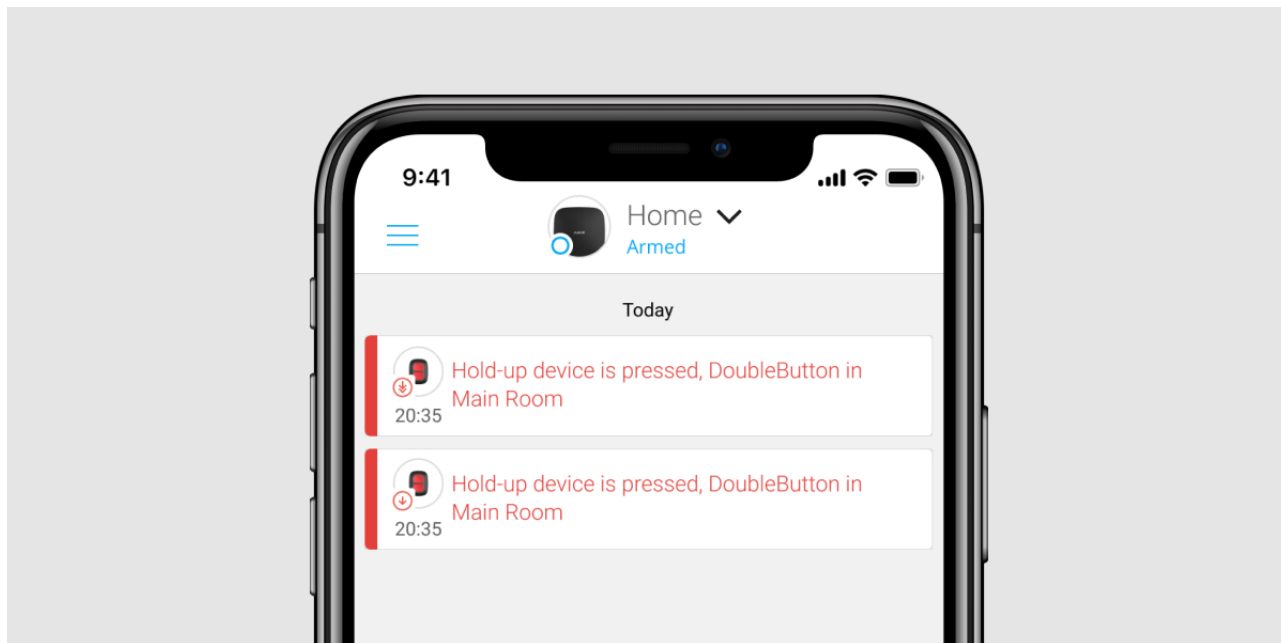 9:41
Home
Armed
Today
Hold-up device is pressed, DoubleButton in
Main Room
20:35
Hold-up device is pressed, DoubleButton in
Main Room
20:35